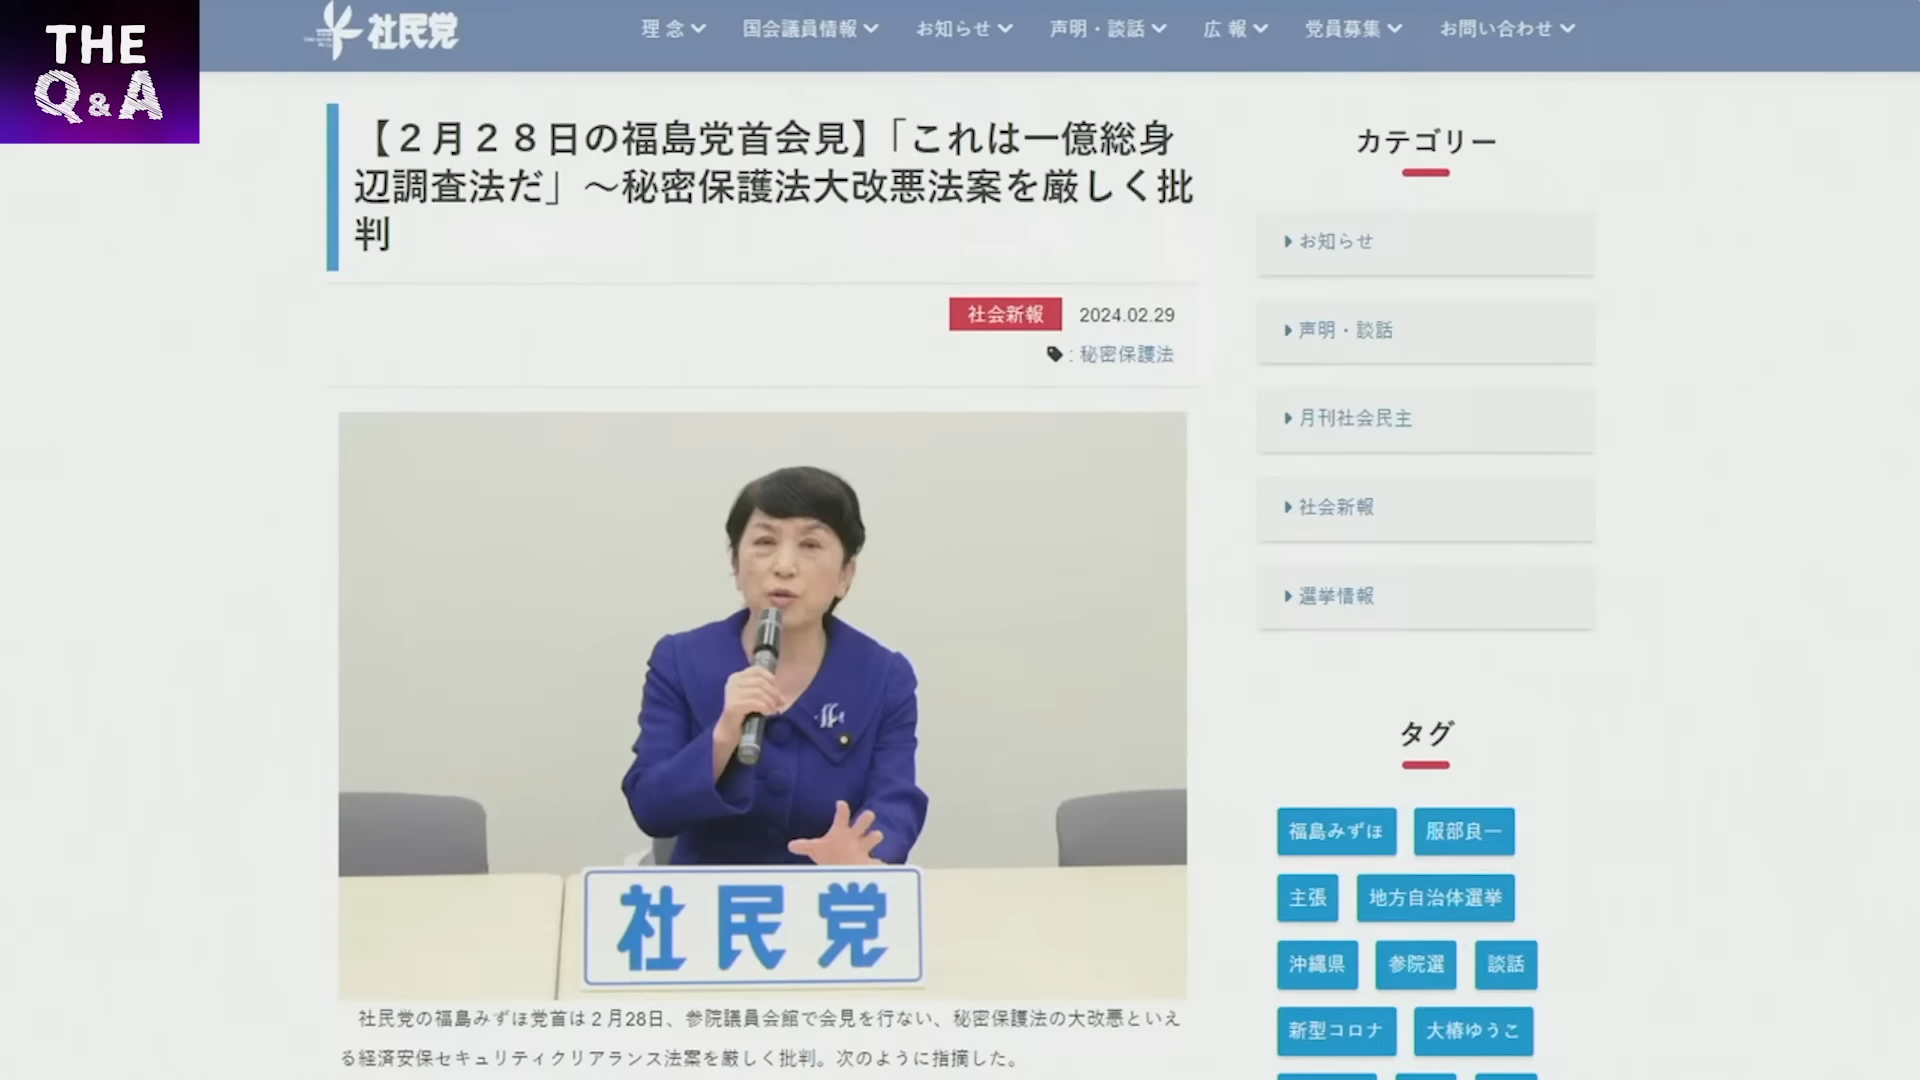 THE
Q&A
社民党
理 念
国会議員情報
お知らせ
声明・談話
広 報
党員募集
お問い合わせ
【２月２８日の福島党首会見】「これは一億総身
辺調査法だ」～秘密保護法大改悪法案を厳しく批
判
社会新報 2024.02.29
: 秘密保護法
社民党
社民党の福島みずほ党首は２月28日、参院議員会館で会見を行ない、秘密保護法の大改悪といえ
る経済安保セキュリティクリアランス法案を厳しく批判。次のように指摘した。
カテゴリー
お知らせ
声明・談話
月刊社会民主
社会新報
選挙情報
タグ
福島みずほ 服部良一
主張 地方自治体選挙
沖縄県 参院選 談話
新型コロナ 大椿ゆうこ